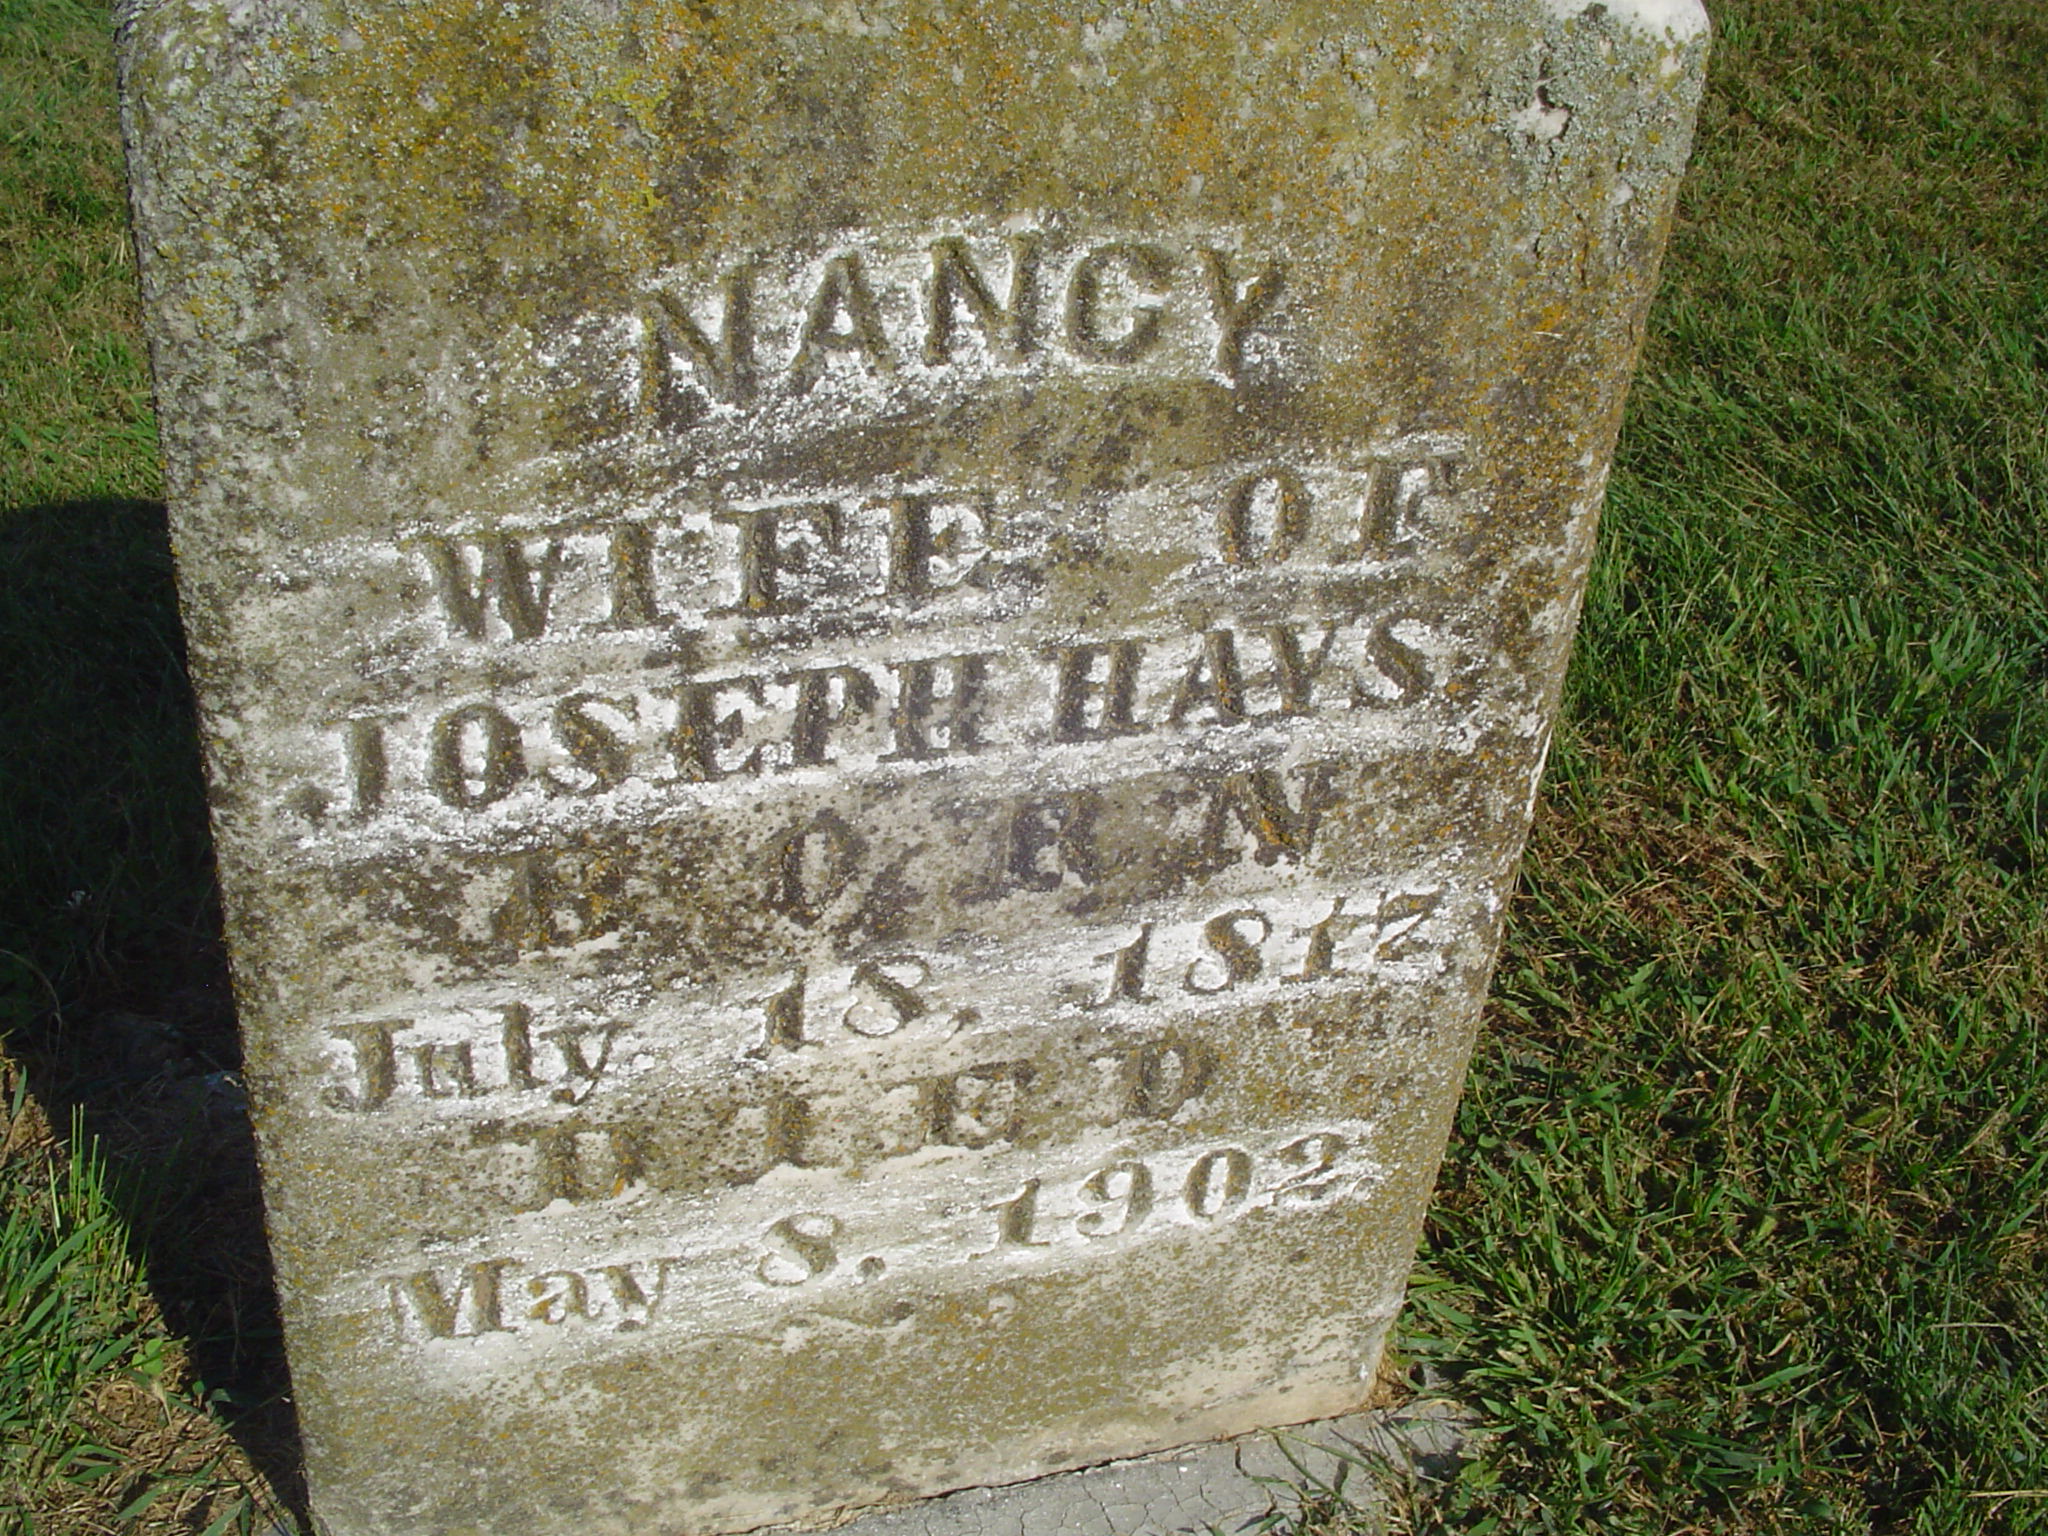 NANCY
WIFE OF
JOSEPH HAYS
BORN
July 18, 1817
DIED
May 8, 1902